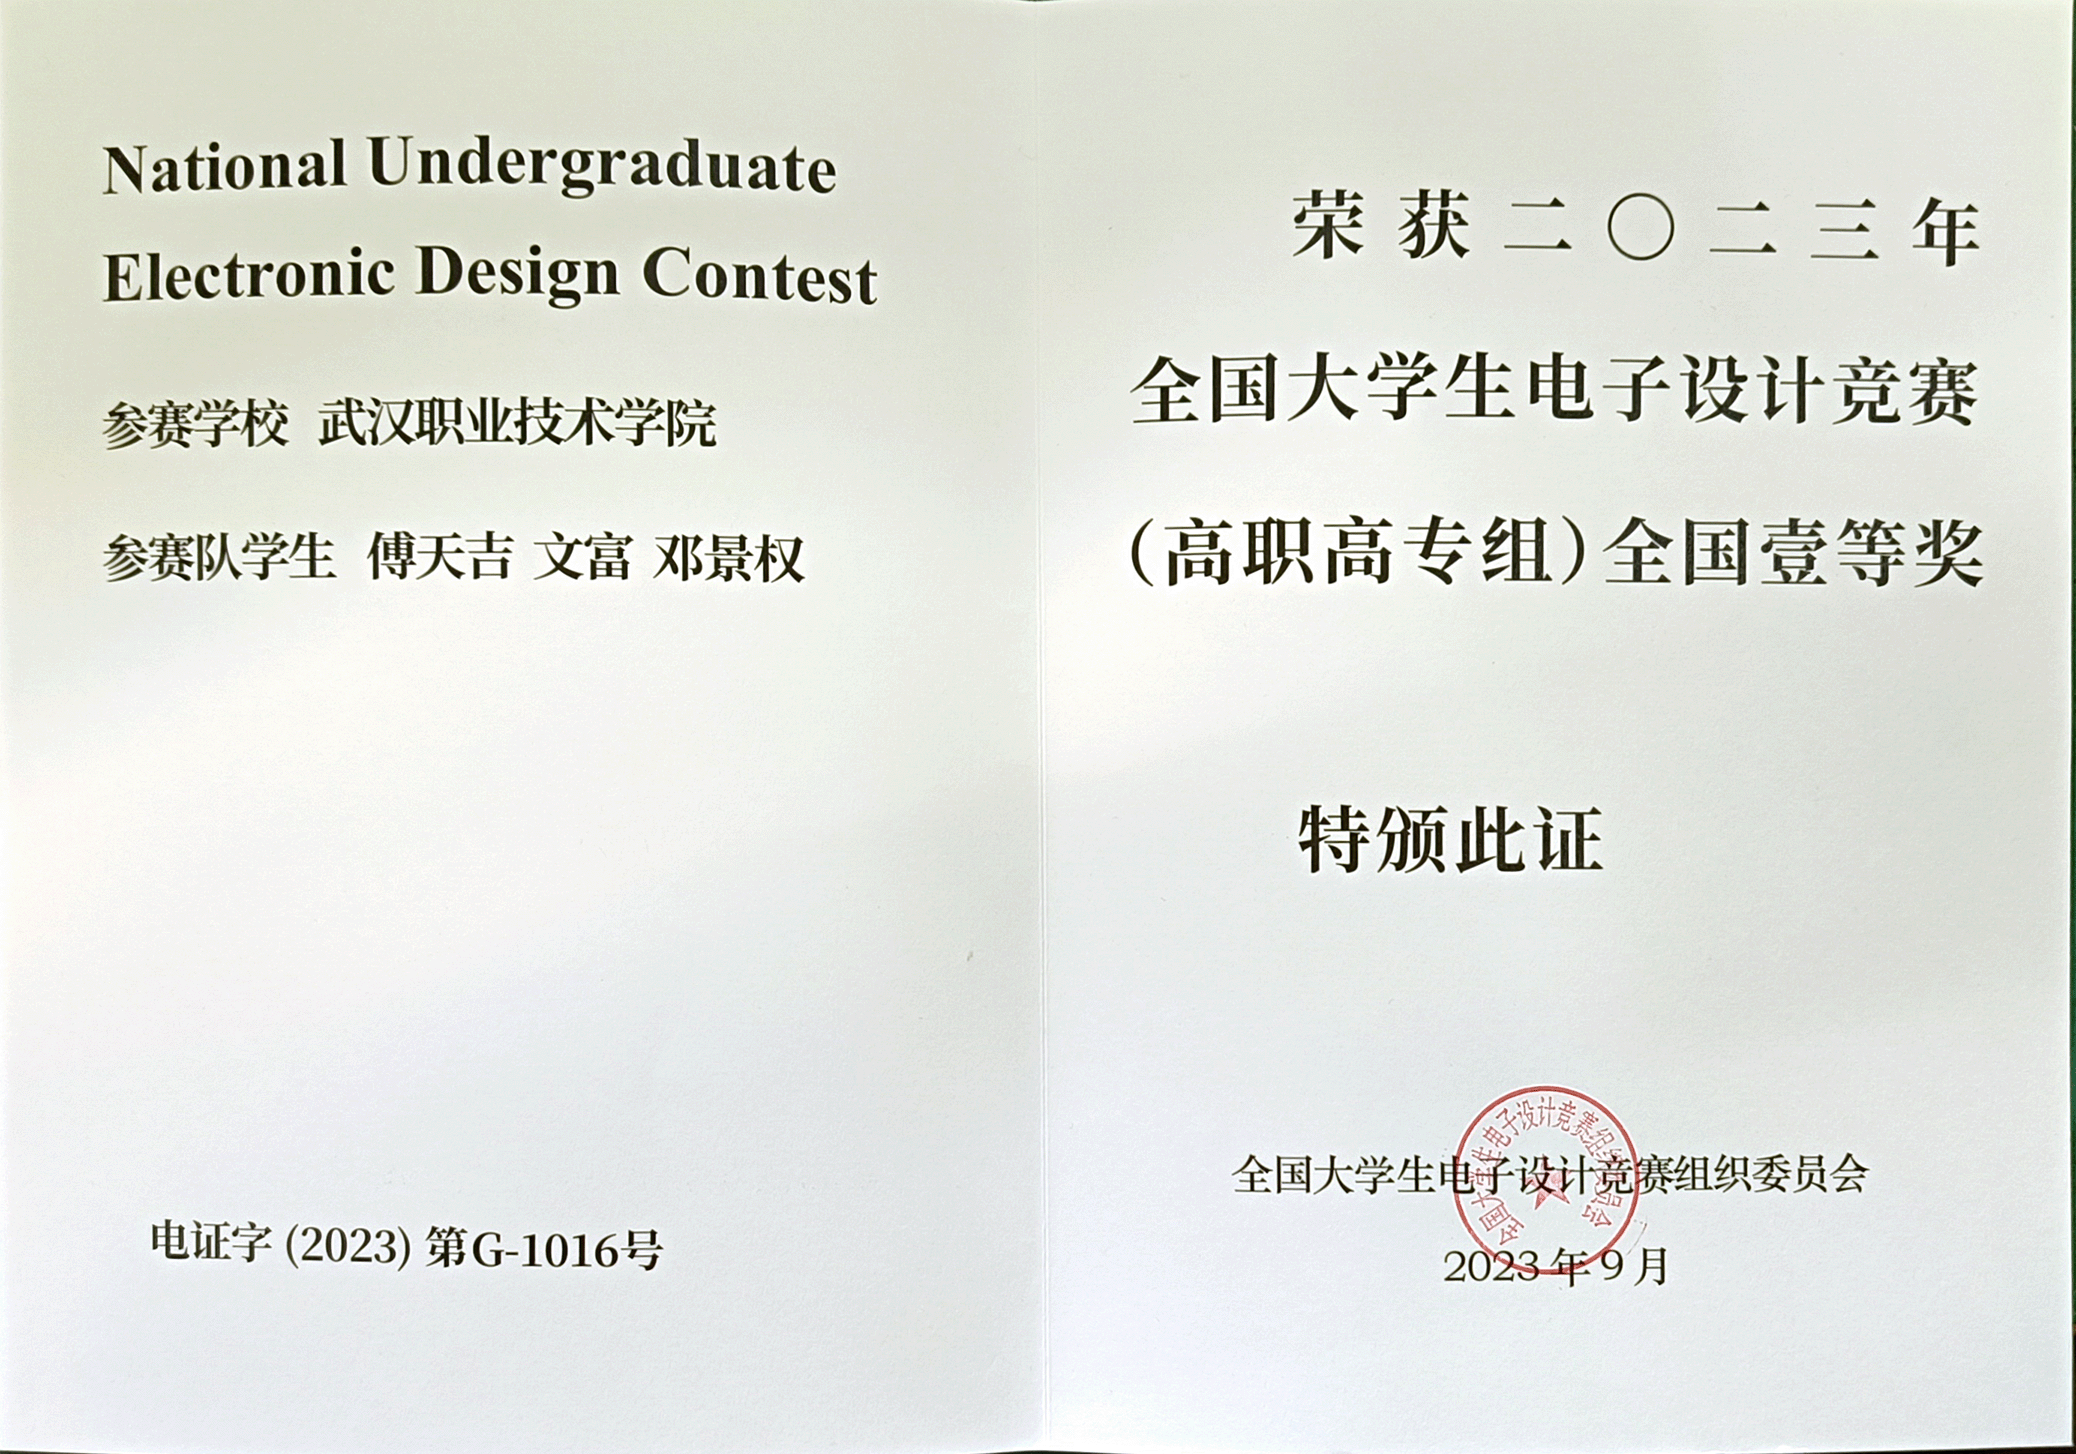 National Undergraduate
Electronic Design Contest
参赛学校 武汉职业技术学院
参赛队学生 傅天吉 文富 邓景权
电证字 (2023) 第G-1016号
荣获二〇二三年
全国大学生电子设计竞赛
(高职高专组)全国壹等奖
特颁此证
全国大学生电子设计竞赛组织委员会
2023年9月
全国大学生电子设计竞赛组织委员会